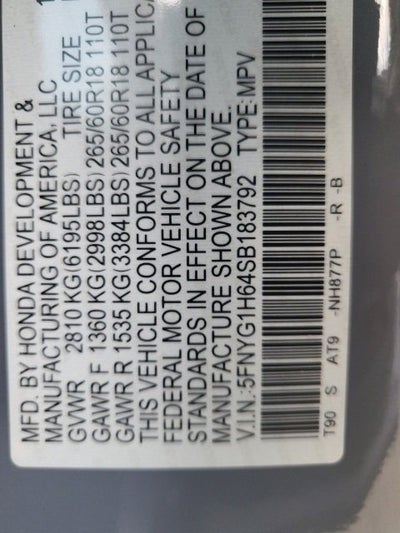 MFD. BY HONDA DEVELOPMENT &
MANUFACTURING OF AMERICA, LLC
GVWR 2810 KG(6195LBS) TIRE SIZE
GAWR F 1360 KG(2998LBS) 265/60R18 110T
GAWR R 1535 KG(3384LBS) 265/60R18 110T
THIS VEHICLE CONFORMS TO ALL APPLICA
FEDERAL MOTOR VEHICLE SAFETY
STANDARDS IN EFFECT ON THE DATE OF
MANUFACTURE SHOWN ABOVE.
V.I.N.:5FNYG1H64SB183792 TYPE:MPV
T90 S AT9 -NH877P -R -B